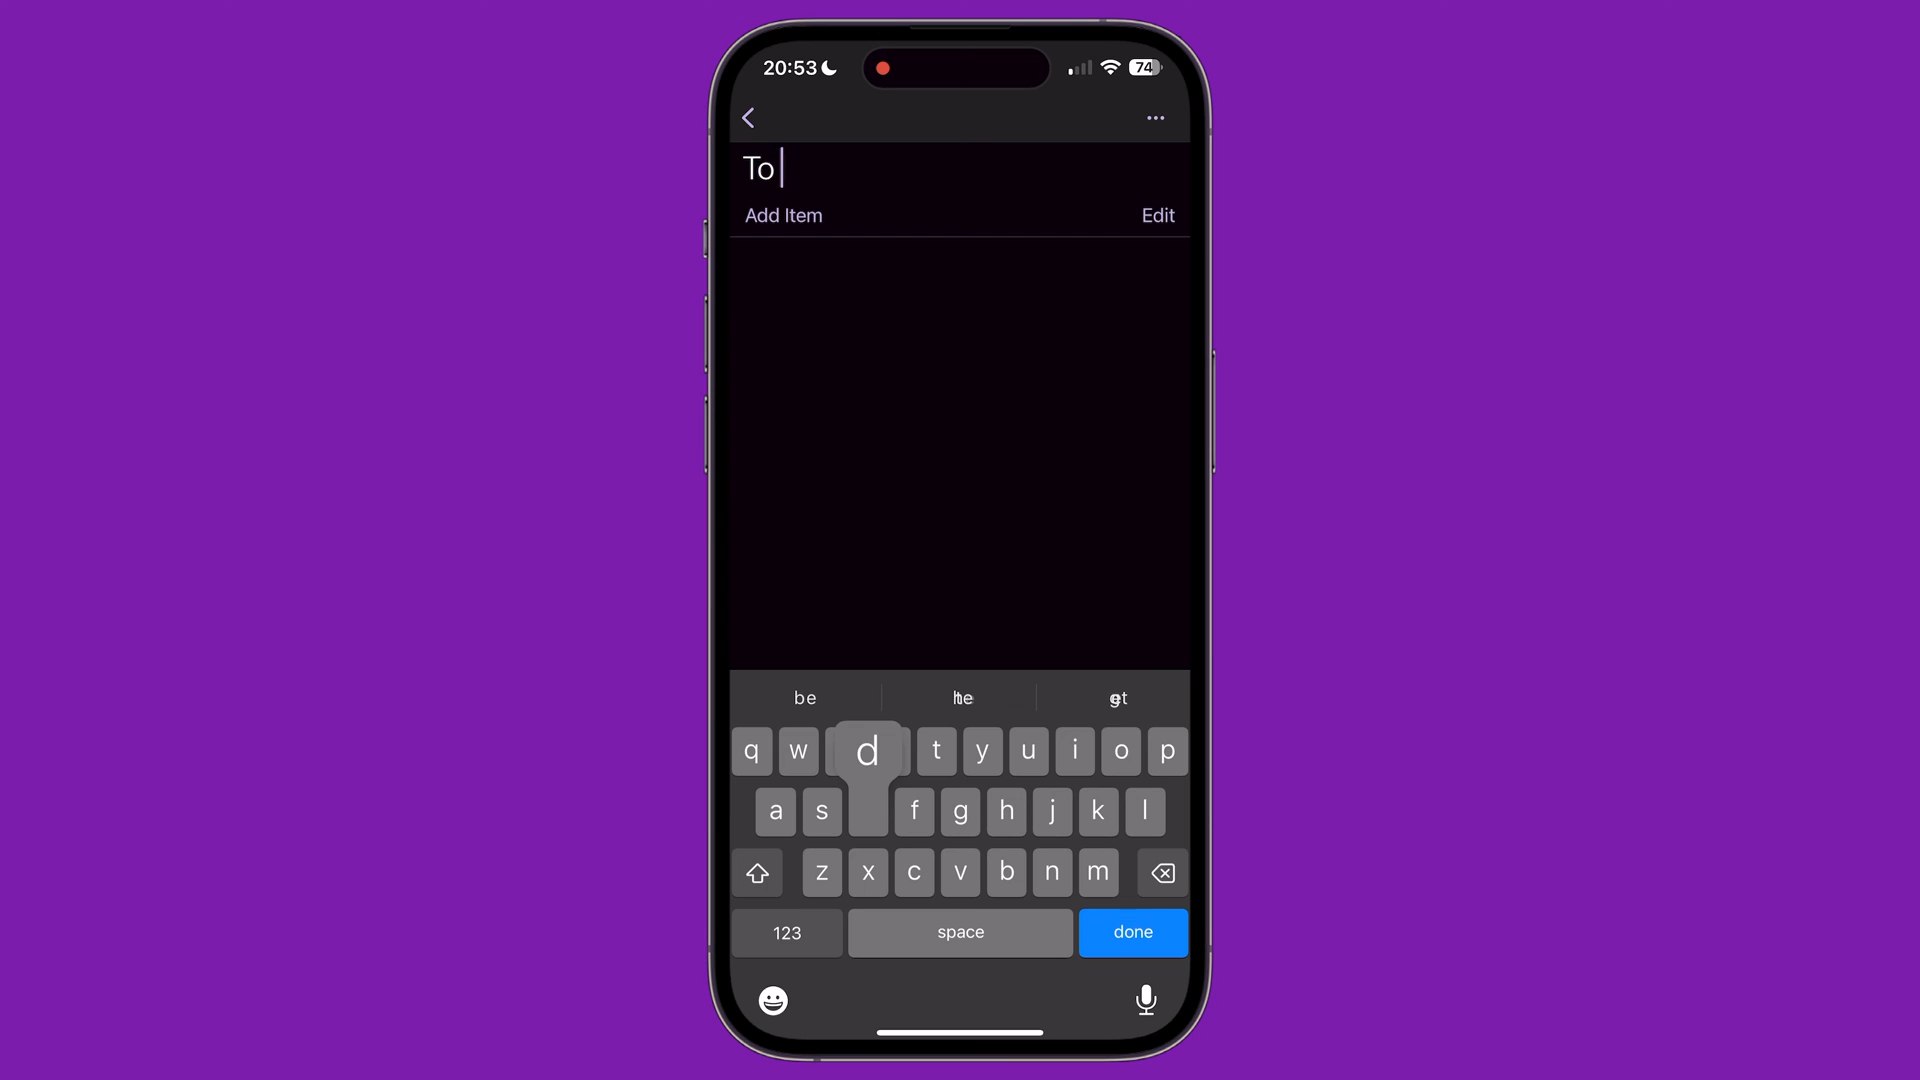 20:53 74
To
Add Item Edit
be
q w d t y u i o p
a s f g h j k l
z x c v b n m
123 space done